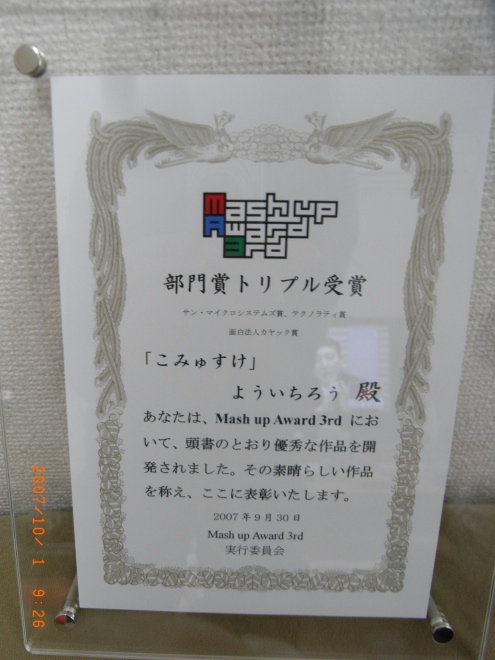 Mash up
Award
3rd
部門賞トリプル受賞
サン・マイクロシステムズ賞、テクノラティ賞
面白法人カヤック賞
「こみゅすけ」
よういちろう 殿
あなたは、Mash up Award 3rd にお
いて、頭書のとおり優秀な作品を開
発されました。その素晴らしい作品
を称え、ここに表彰いたします。
2007 年 9 月 30 日
Mash up Award 3rd
実行委員会
2007/10/ 1 9:26